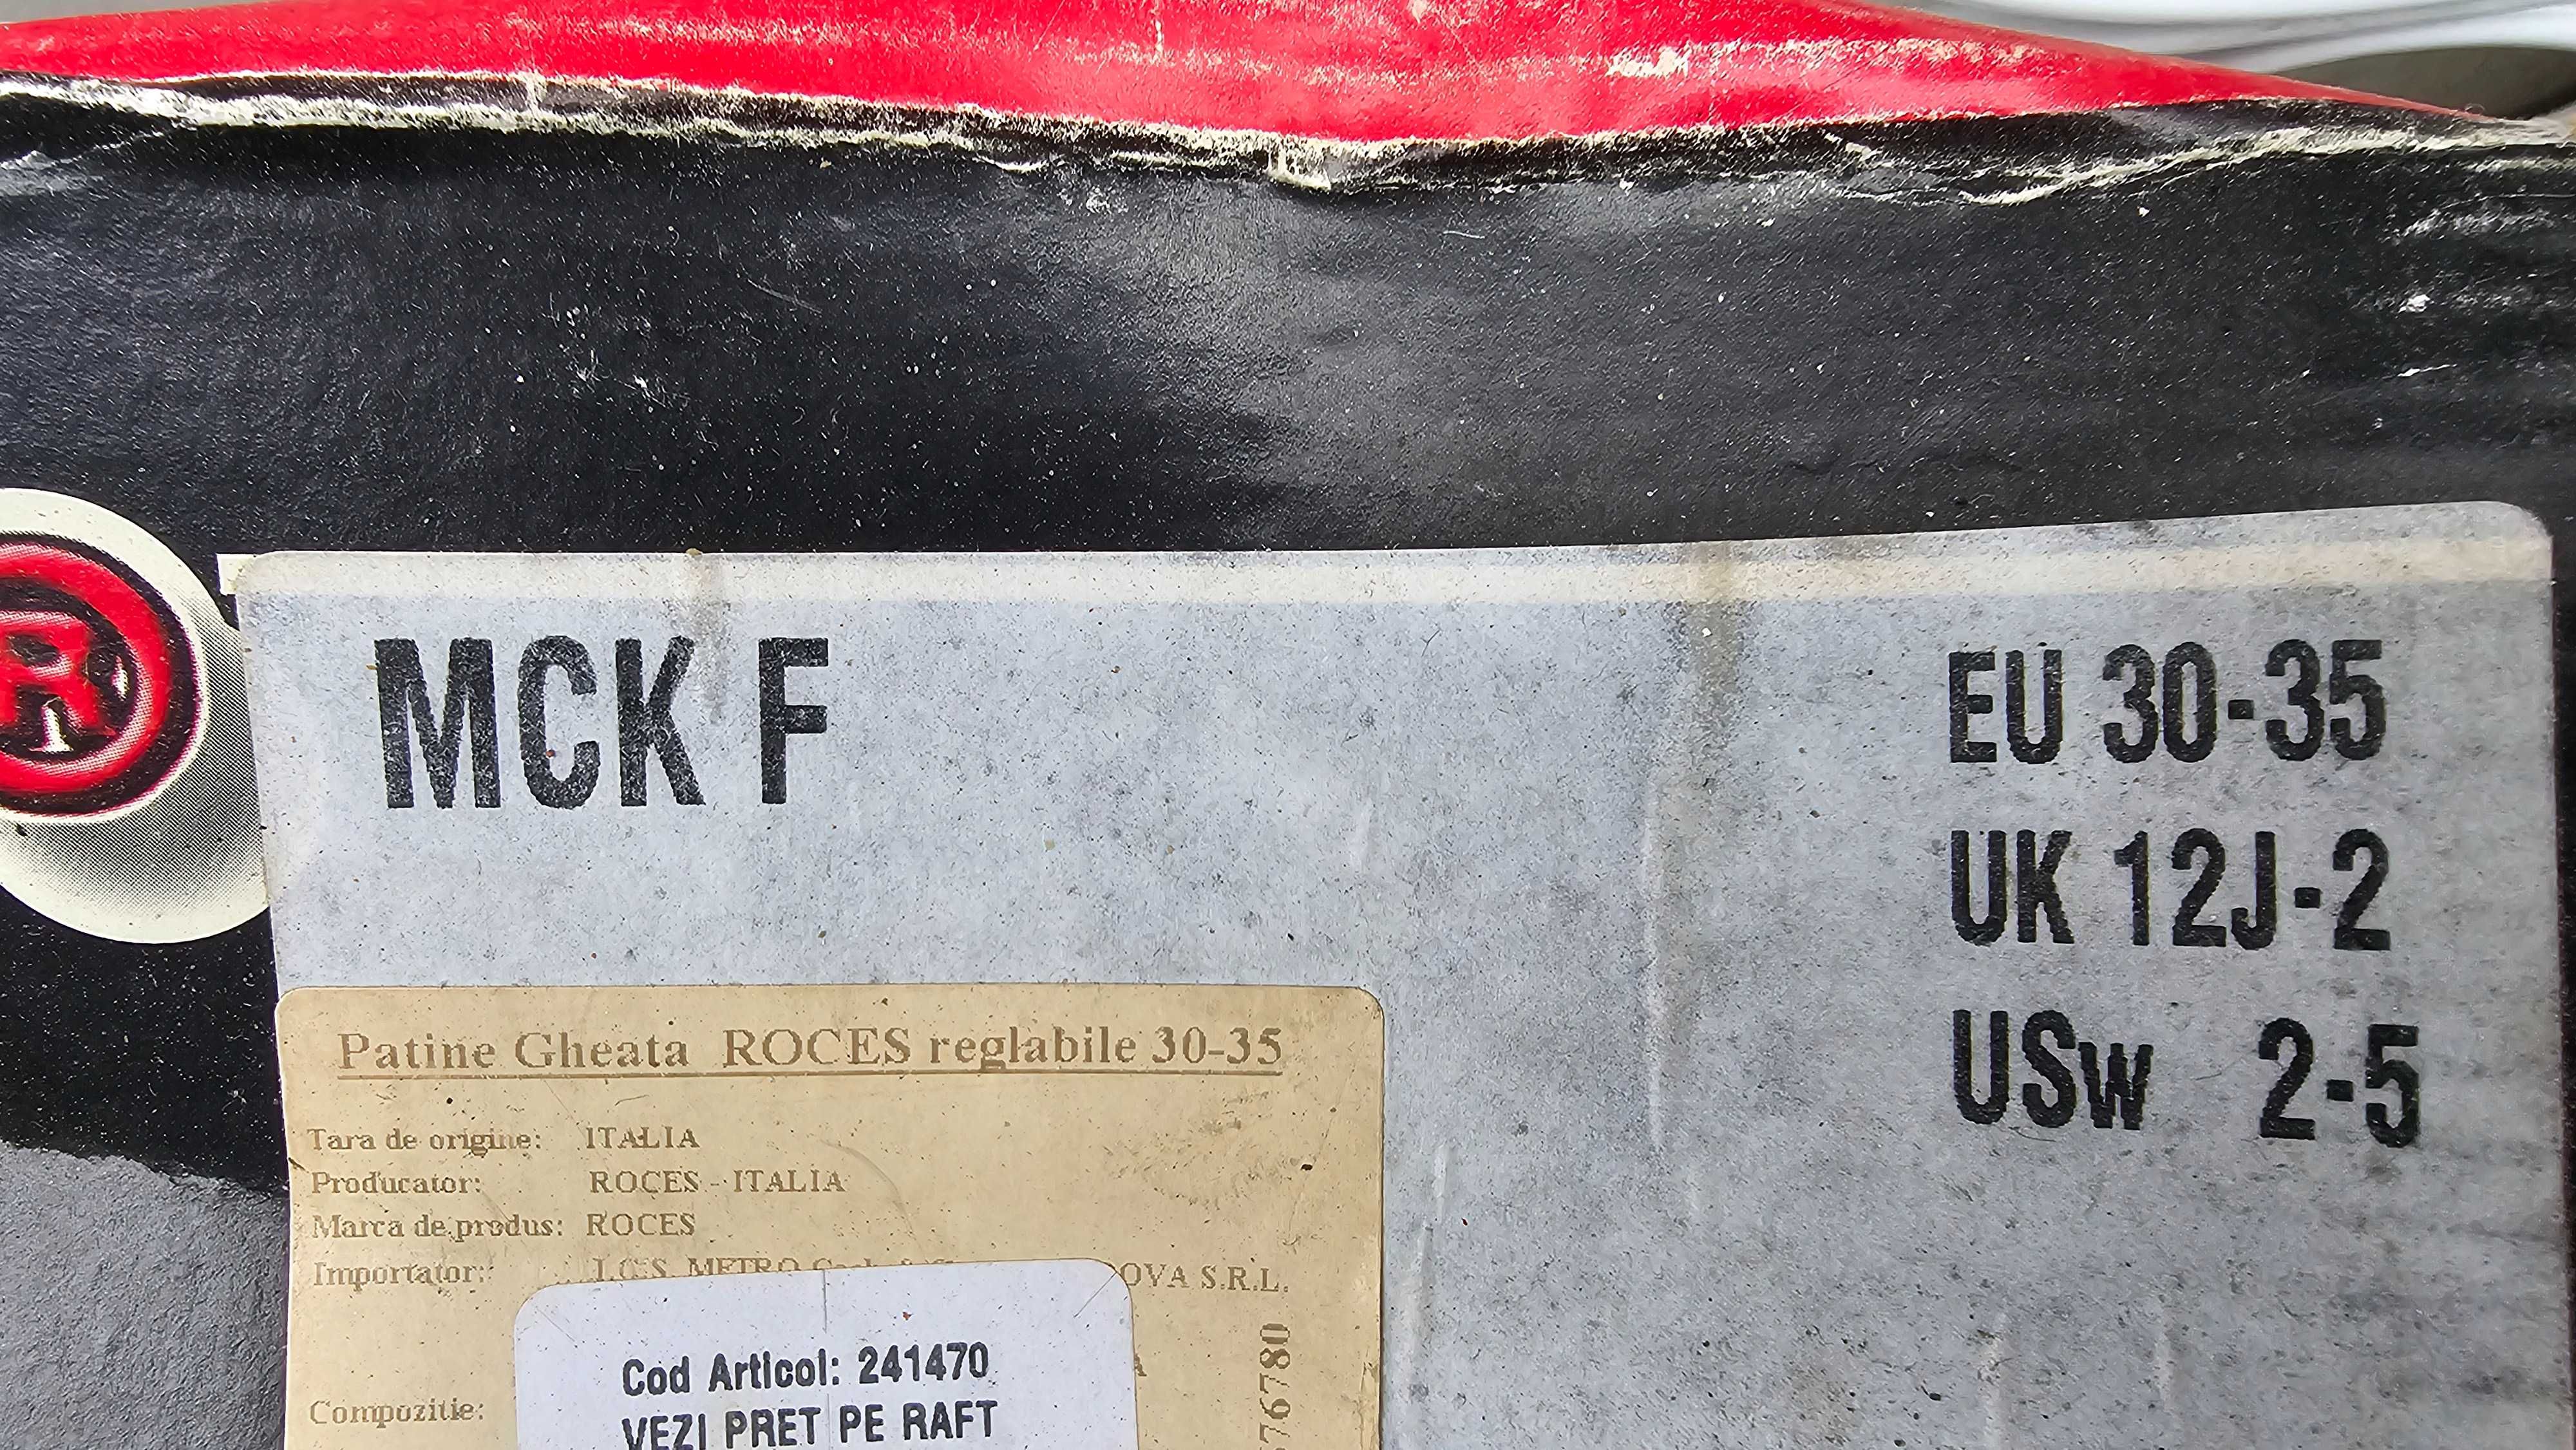 R
MCK F
EU 30-35
UK 12J-2
USw 2-5
Patine Gheata ROCES reglabile 30-35
Tara de origine: ITALIA
Producator: ROCES - ITALIA
Marca de produs: ROCES
Importator: I.C.S. METRO S.R.L.
Compozitie:
Cod Articol: 241470
VEZI PRET PE RAFT